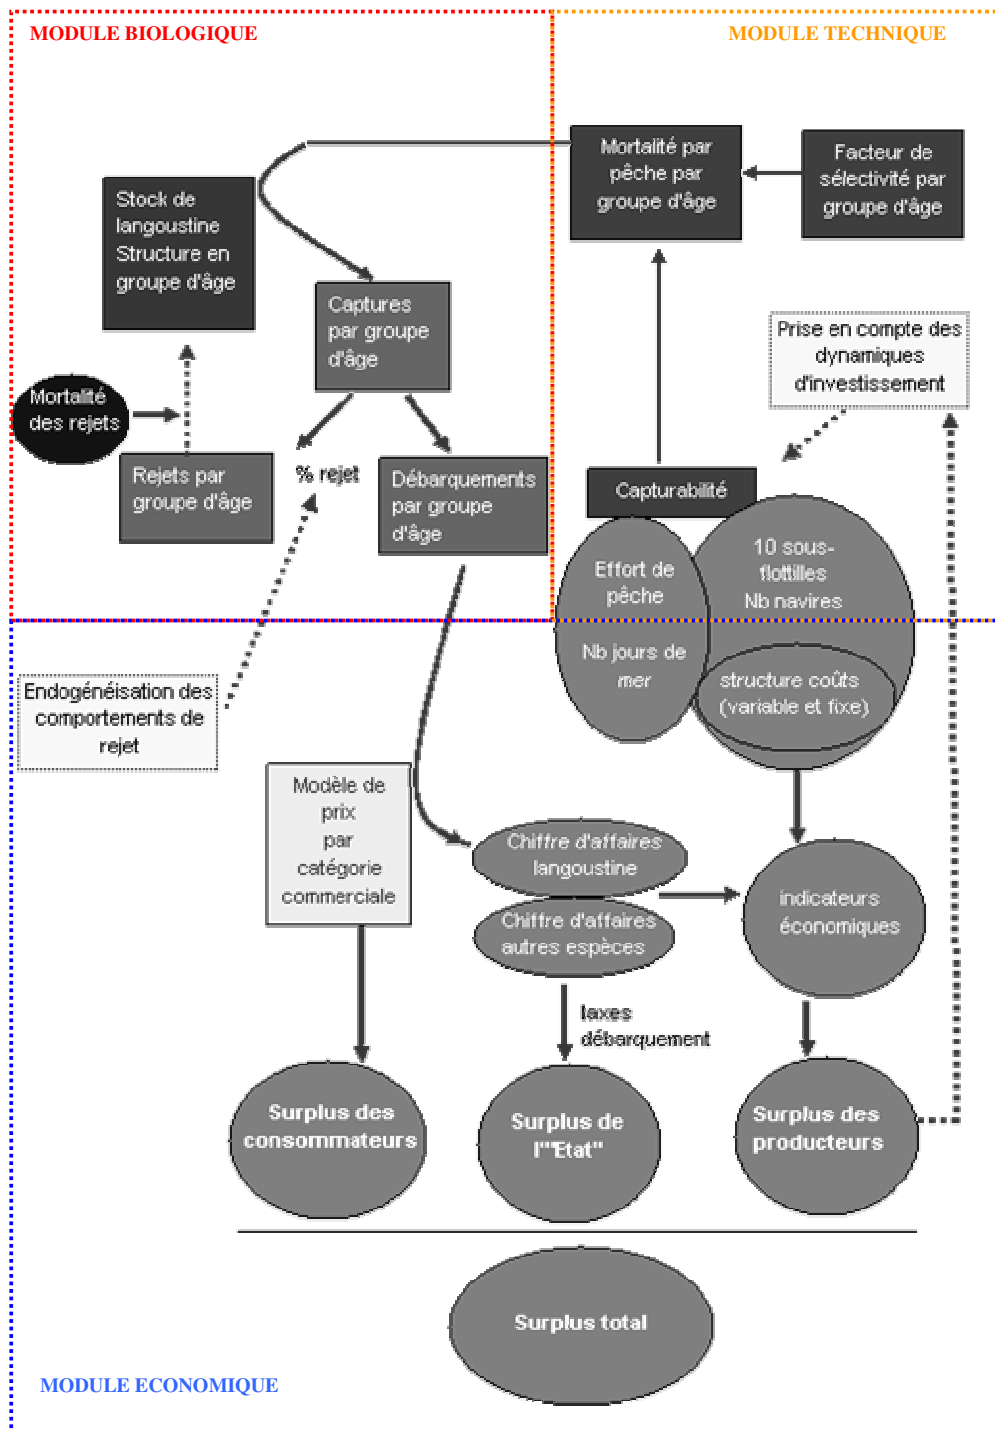 MODULE BIOLOGIQUE
MODULE TECHNIQUE
Mortalité par
pêche par
groupe d'âge
Facteur de
sélectivité par
groupe d'âge
Stock de
langoustine
Structure en
groupe d'âge
Captures
par groupe
d'âge
Prise en compte des
dynamiques
d'investissement
Mortalité
des rejets
Rejets par
groupe d'âge
% rejet
Débarquements
par groupe
d'âge
Capturabilité
Effort de
pêche
Nb jours de
mer
10 sous-
flottilles
Nb navires
structure coûts
(variable et fixe)
Endogénéisation des
comportements de
rejet
Modèle de
prix
par
catégorie
commerciale
Chiffre d'affaires
langoustine
Chiffre d'affaires
autres espèces
indicateurs
économiques
taxes
débarquement
Surplus des
consommateurs
Surplus de
l'"Etat"
Surplus des
producteurs
Surplus total
MODULE ECONOMIQUE